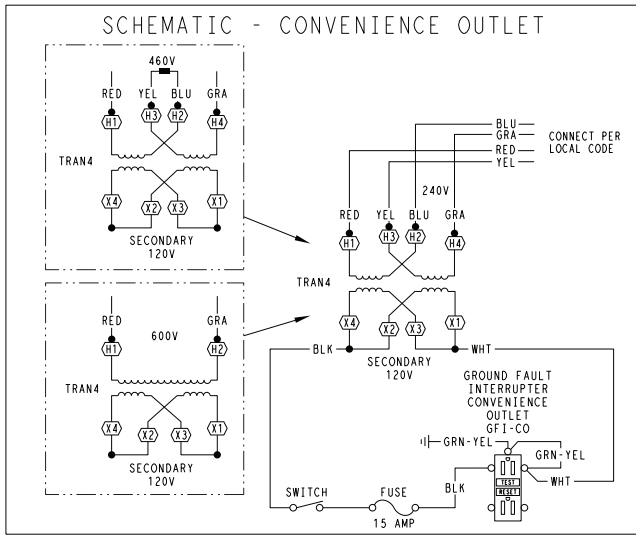 SCHEMATIC - CONVENIENCE OUTLET
460V
RED YEL BLU GRA
H1 H3 H2 H4
TRAN4
X4 X2 X3 X1
SECONDARY
120V
RED GRA
600V
H1 H2
TRAN4
X4 X2 X3 X1
SECONDARY
120V
BLU
GRA
RED
YEL
CONNECT PER
LOCAL CODE
240V
RED YEL BLU GRA
H1 H3 H2 H4
TRAN4
X4 X2 X3 X1
BLK
WHT
SECONDARY
120V
GROUND FAULT
INTERRUPTER
CONVENIENCE
OUTLET
GFI-CO
GRN-YEL
GRN-YEL
WHT
TEST
RESET
BLK
SWITCH
FUSE
15 AMP